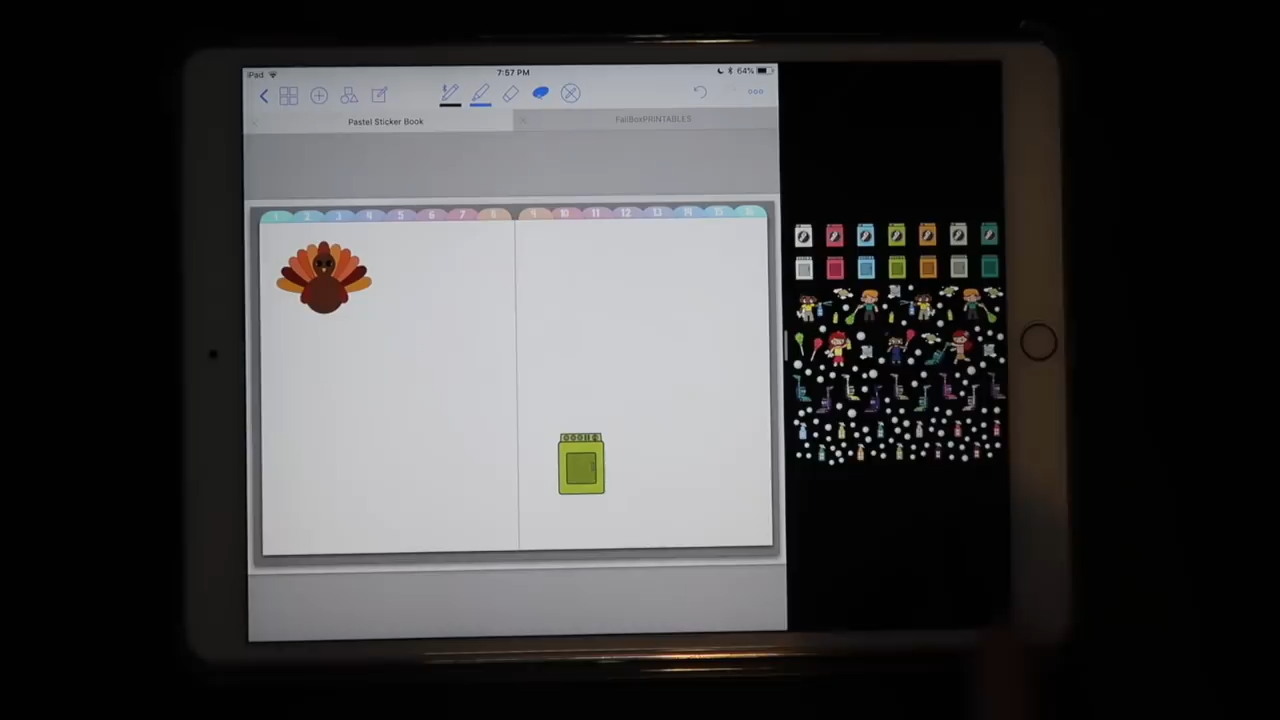 iPad 7:57 PM 64%
Pastel Sticker Book FallBoxPRINTABLES
1 2 3 4 5 6 7 8 9 10 11 12 13 14 15 16